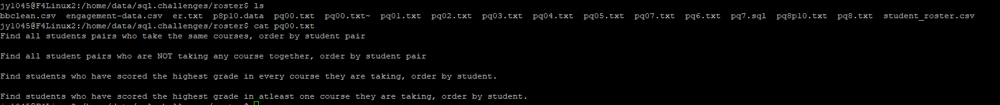 jy1045@F4Linux2:/home/data/sql.challenges/roster$ ls
bbclean.csv  engagement-data.csv  er.txt  p8p10.data  pq00.txt  pq00.txt~  pq01.txt  pq02.txt  pq03.txt  pq04.txt  pq05.txt  pq07.txt  pq6.txt  pq7.sql  pq8p10.txt  pq8.txt  student_roster.csv
jy1045@F4Linux2:/home/data/sql.challenges/roster$ cat pq00.txt
Find all students pairs who take the same courses, order by student pair
Find all student pairs who are NOT taking any course together, order by student pair
Find students who have scored the highest grade in every course they are taking, order by student.
Find students who have scored the highest grade in atleast one course they are taking, order by student.